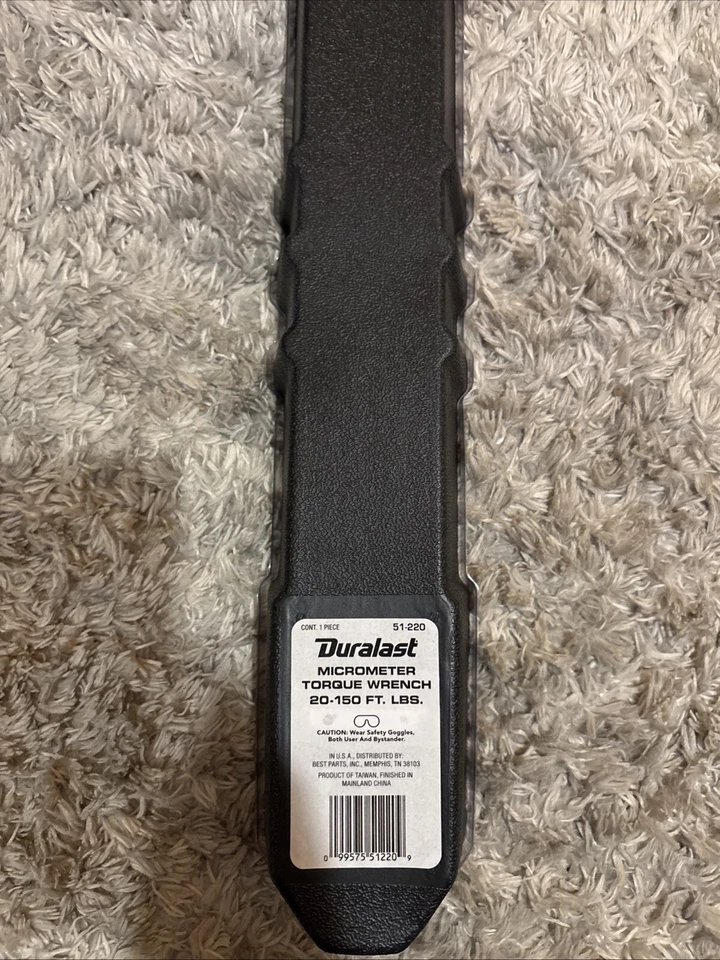 CONT. 1 PIECE 51-220
Duralast
MICROMETER
TORQUE WRENCH
20-150 FT. LBS.
CAUTION: Wear Safety Goggles,
Both User And Bystander.
IN U.S.A., DISTRIBUTED BY:
BEST PARTS, INC., MEMPHIS, TN 38103
PRODUCT OF TAIWAN, FINISHED IN
MAINLAND CHINA
0 99575 51220 9